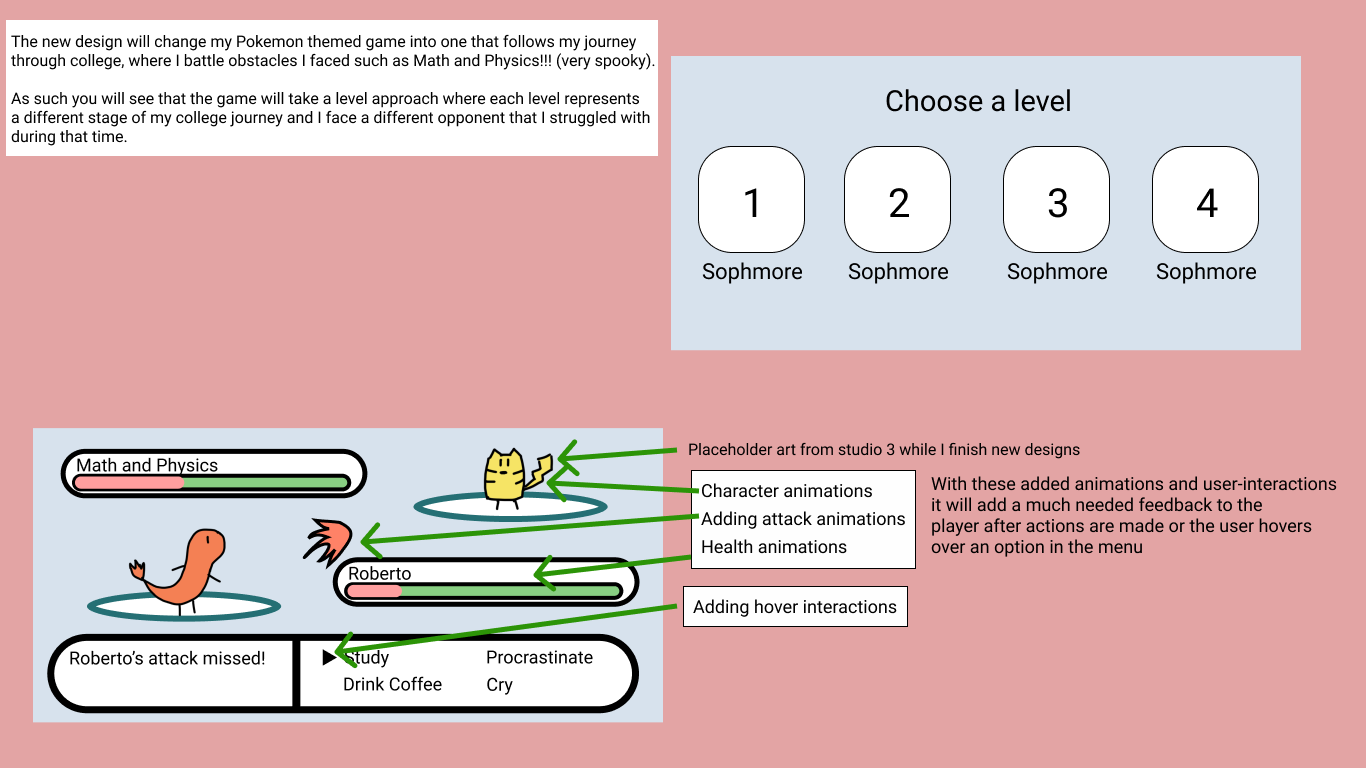 The new design will change my Pokemon themed game into one that follows my journey
through college, where I battle obstacles I faced such as Math and Physics!!! (very spooky).
As such you will see that the game will take a level approach where each level represents
a different stage of my college journey and I face a different opponent that I struggled with
during that time.
Choose a level
1 2 3 4
Sophmore Sophmore Sophmore Sophmore
Math and Physics
Roberto
Roberto’s attack missed!
Study Procrastinate
Drink Coffee Cry
Placeholder art from studio 3 while I finish new designs
Character animations
Adding attack animations
Health animations
With these added animations and user-interactions
it will add a much needed feedback to the
player after actions are made or the user hovers
over an option in the menu
Adding hover interactions